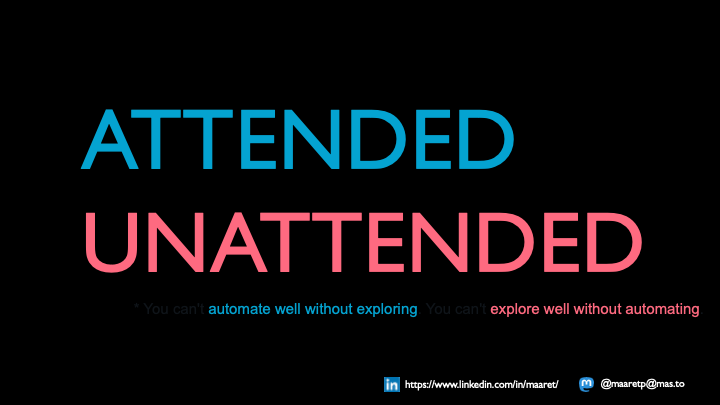 ATTENDED
UNATTENDED
* You can't automate well without exploring. You can't explore well without automating
https://www.linkedin.com/in/maaret/ @maaretp@mas.to